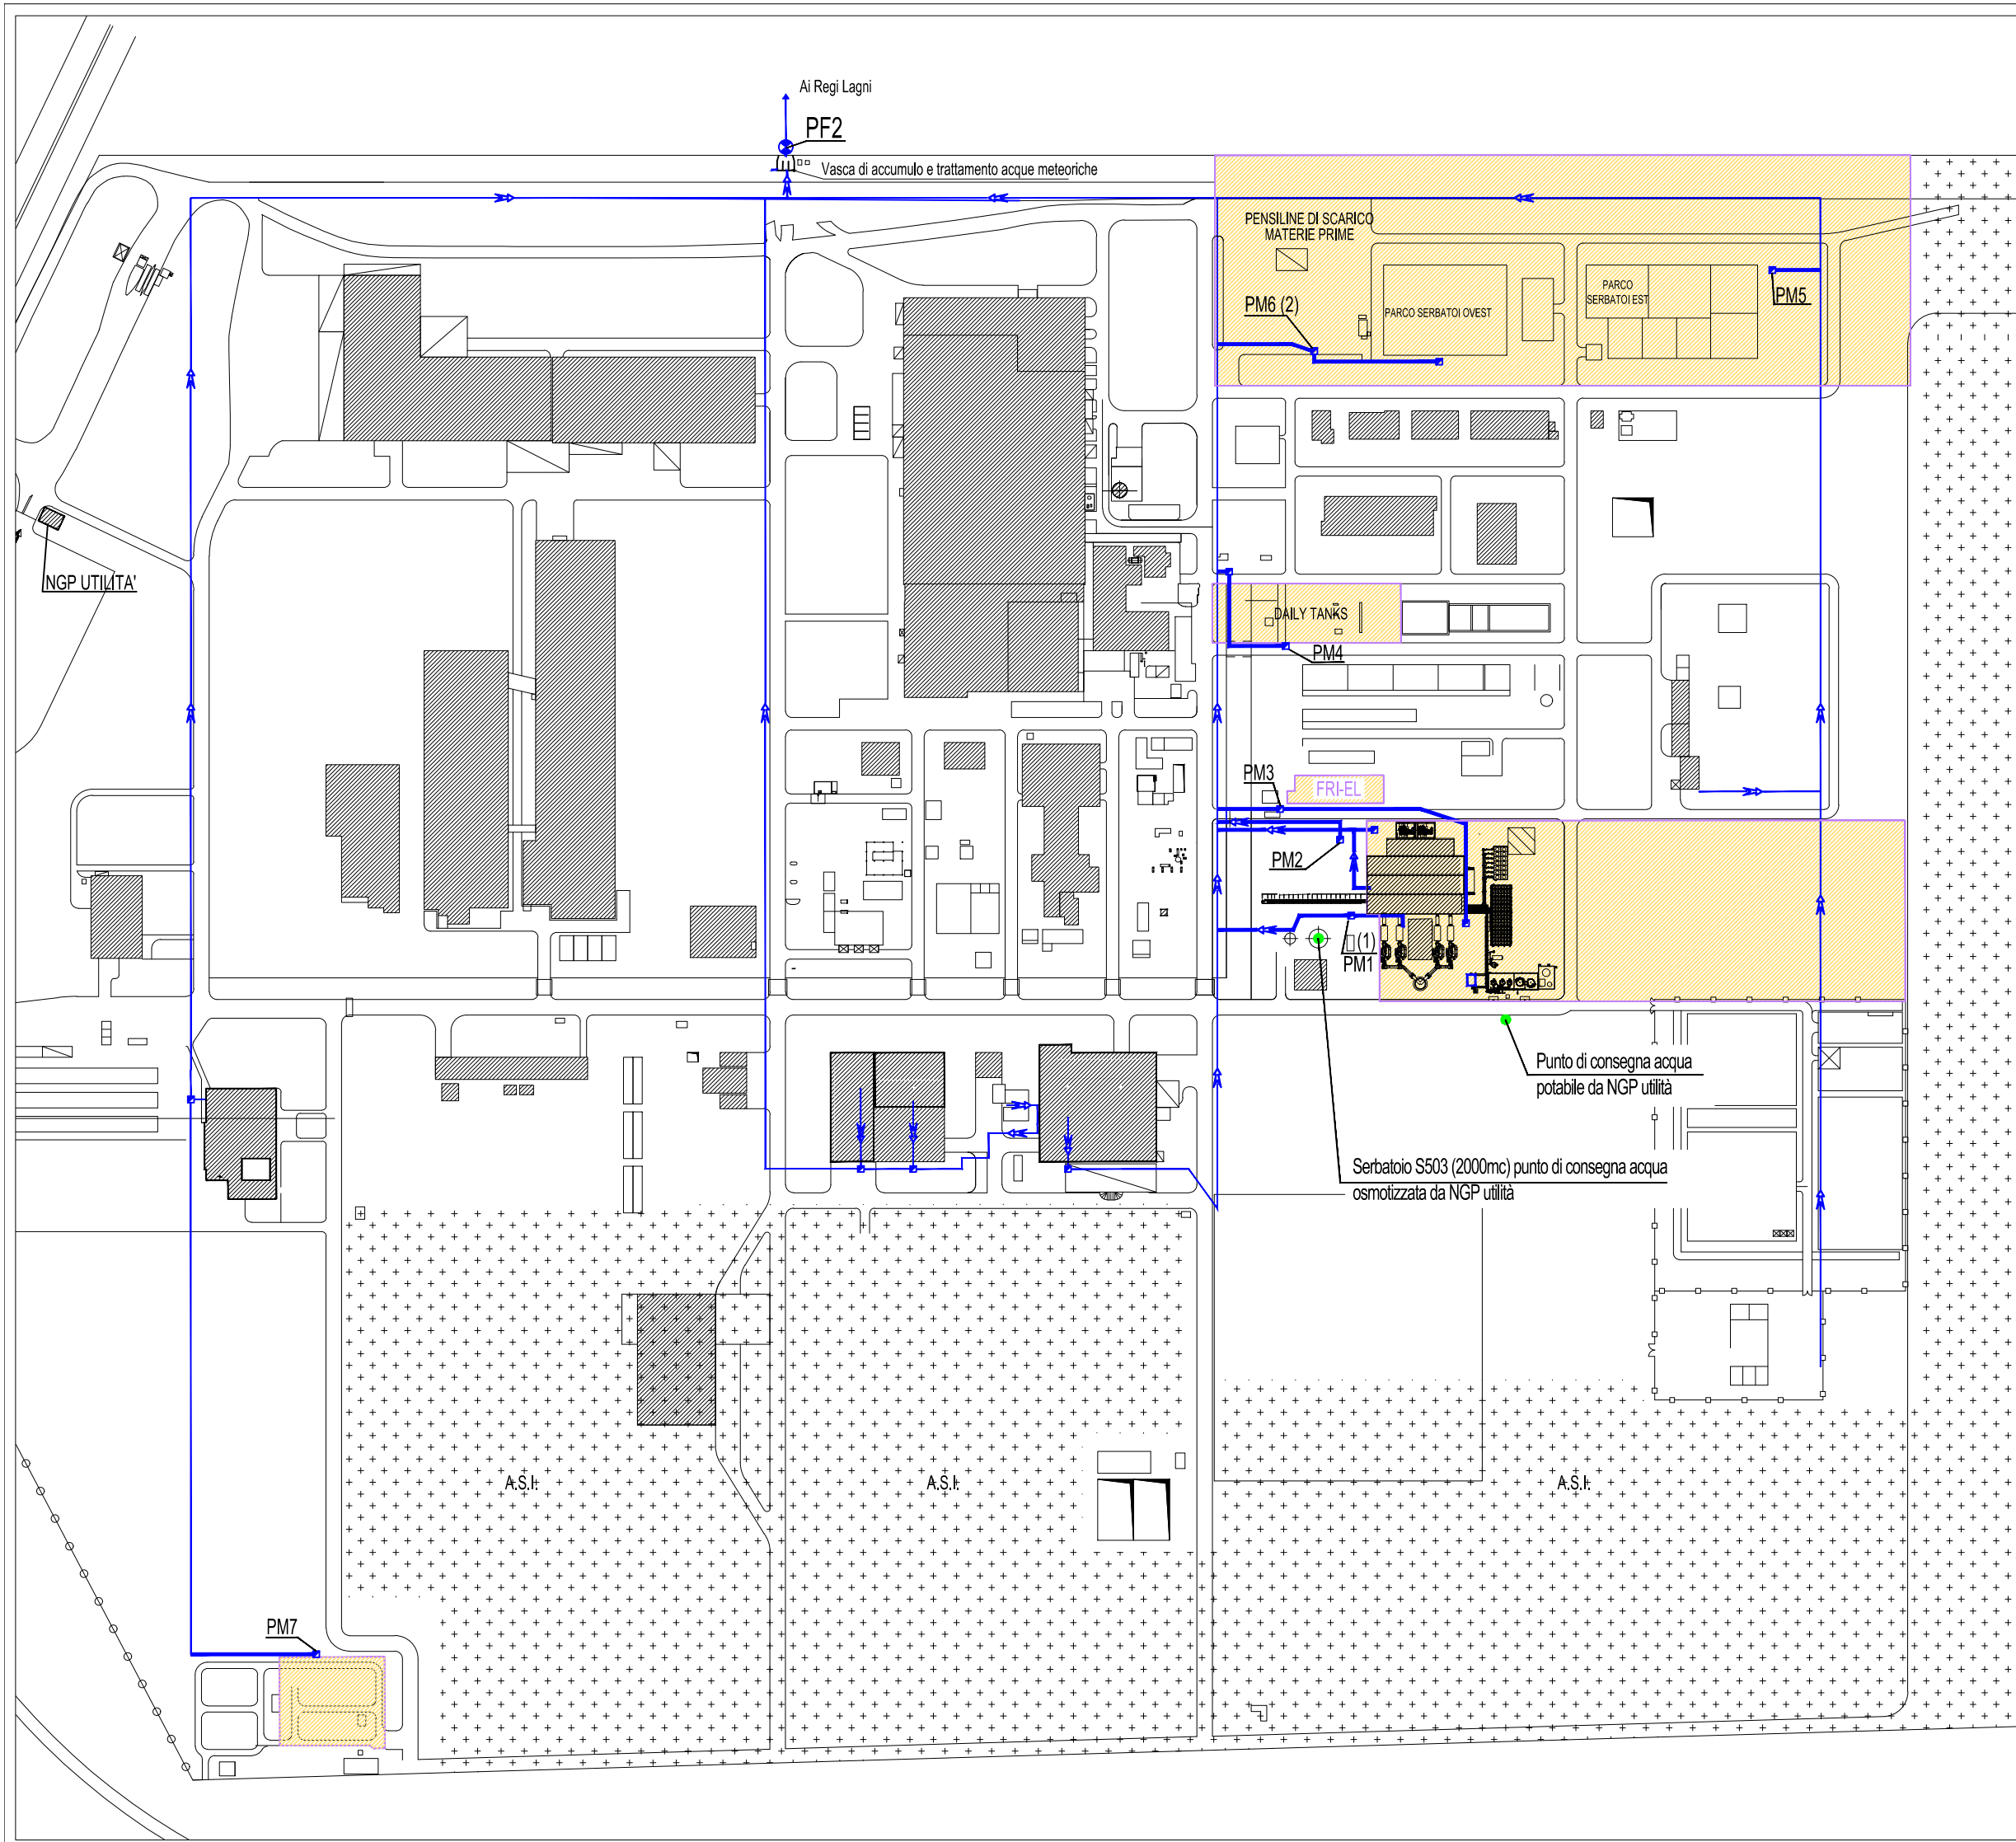 Ai Regi Lagni
PF2
Vasca di accumulo e trattamento acque meteoriche
PENSILINE DI SCARICO
MATERIE PRIME
PARCO
SERBATOI EST
PM5
PM6 (2)
PARCO SERBATOI OVEST
NGP UTILITA'
DAILY TANKS
PM4
PM3
FRI-EL
PM2
(1)
PM1
Punto di consegna acqua
potabile da NGP utilità
Serbatoio S503 (2000mc) punto di consegna acqua
osmotizzata da NGP utilità
A.S.I.
A.S.I.
A.S.I.
PM7